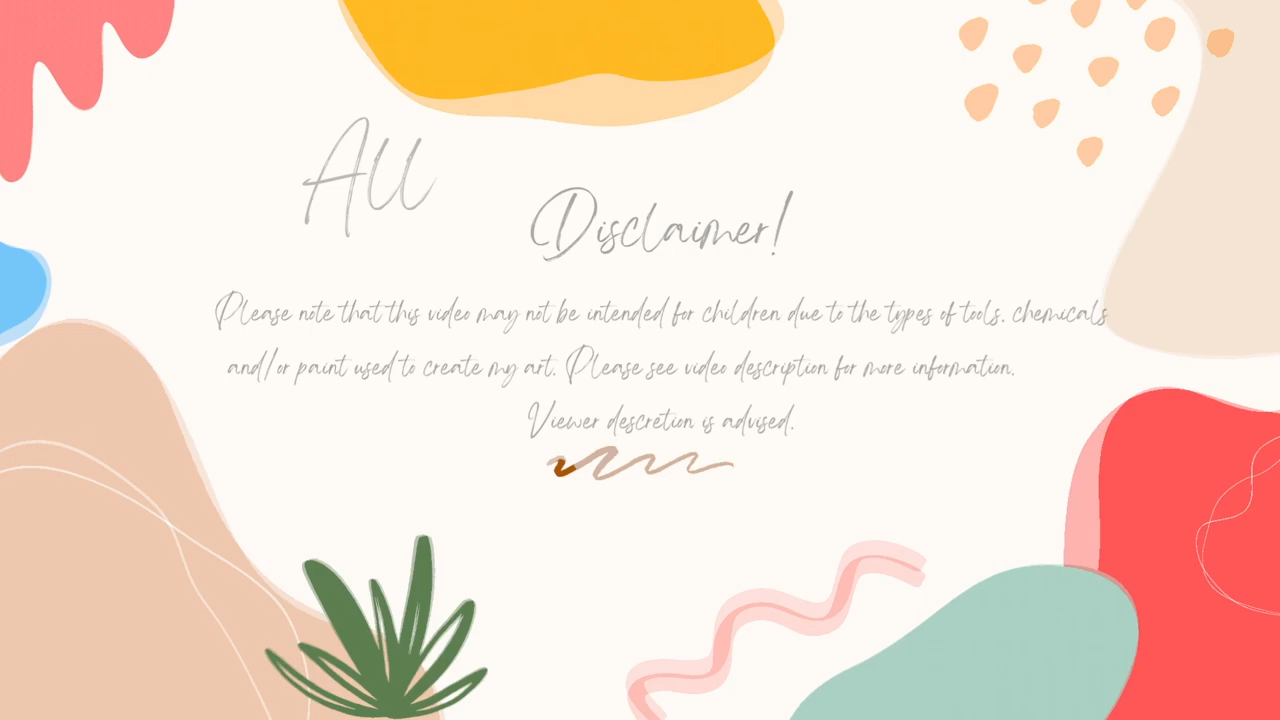 All
Disclaimer!
Please note that this video may not be intended for children due to the types of tools, chemicals
and/or paint used to create my art. Please see video description for more information.
Viewer descretion is advised.